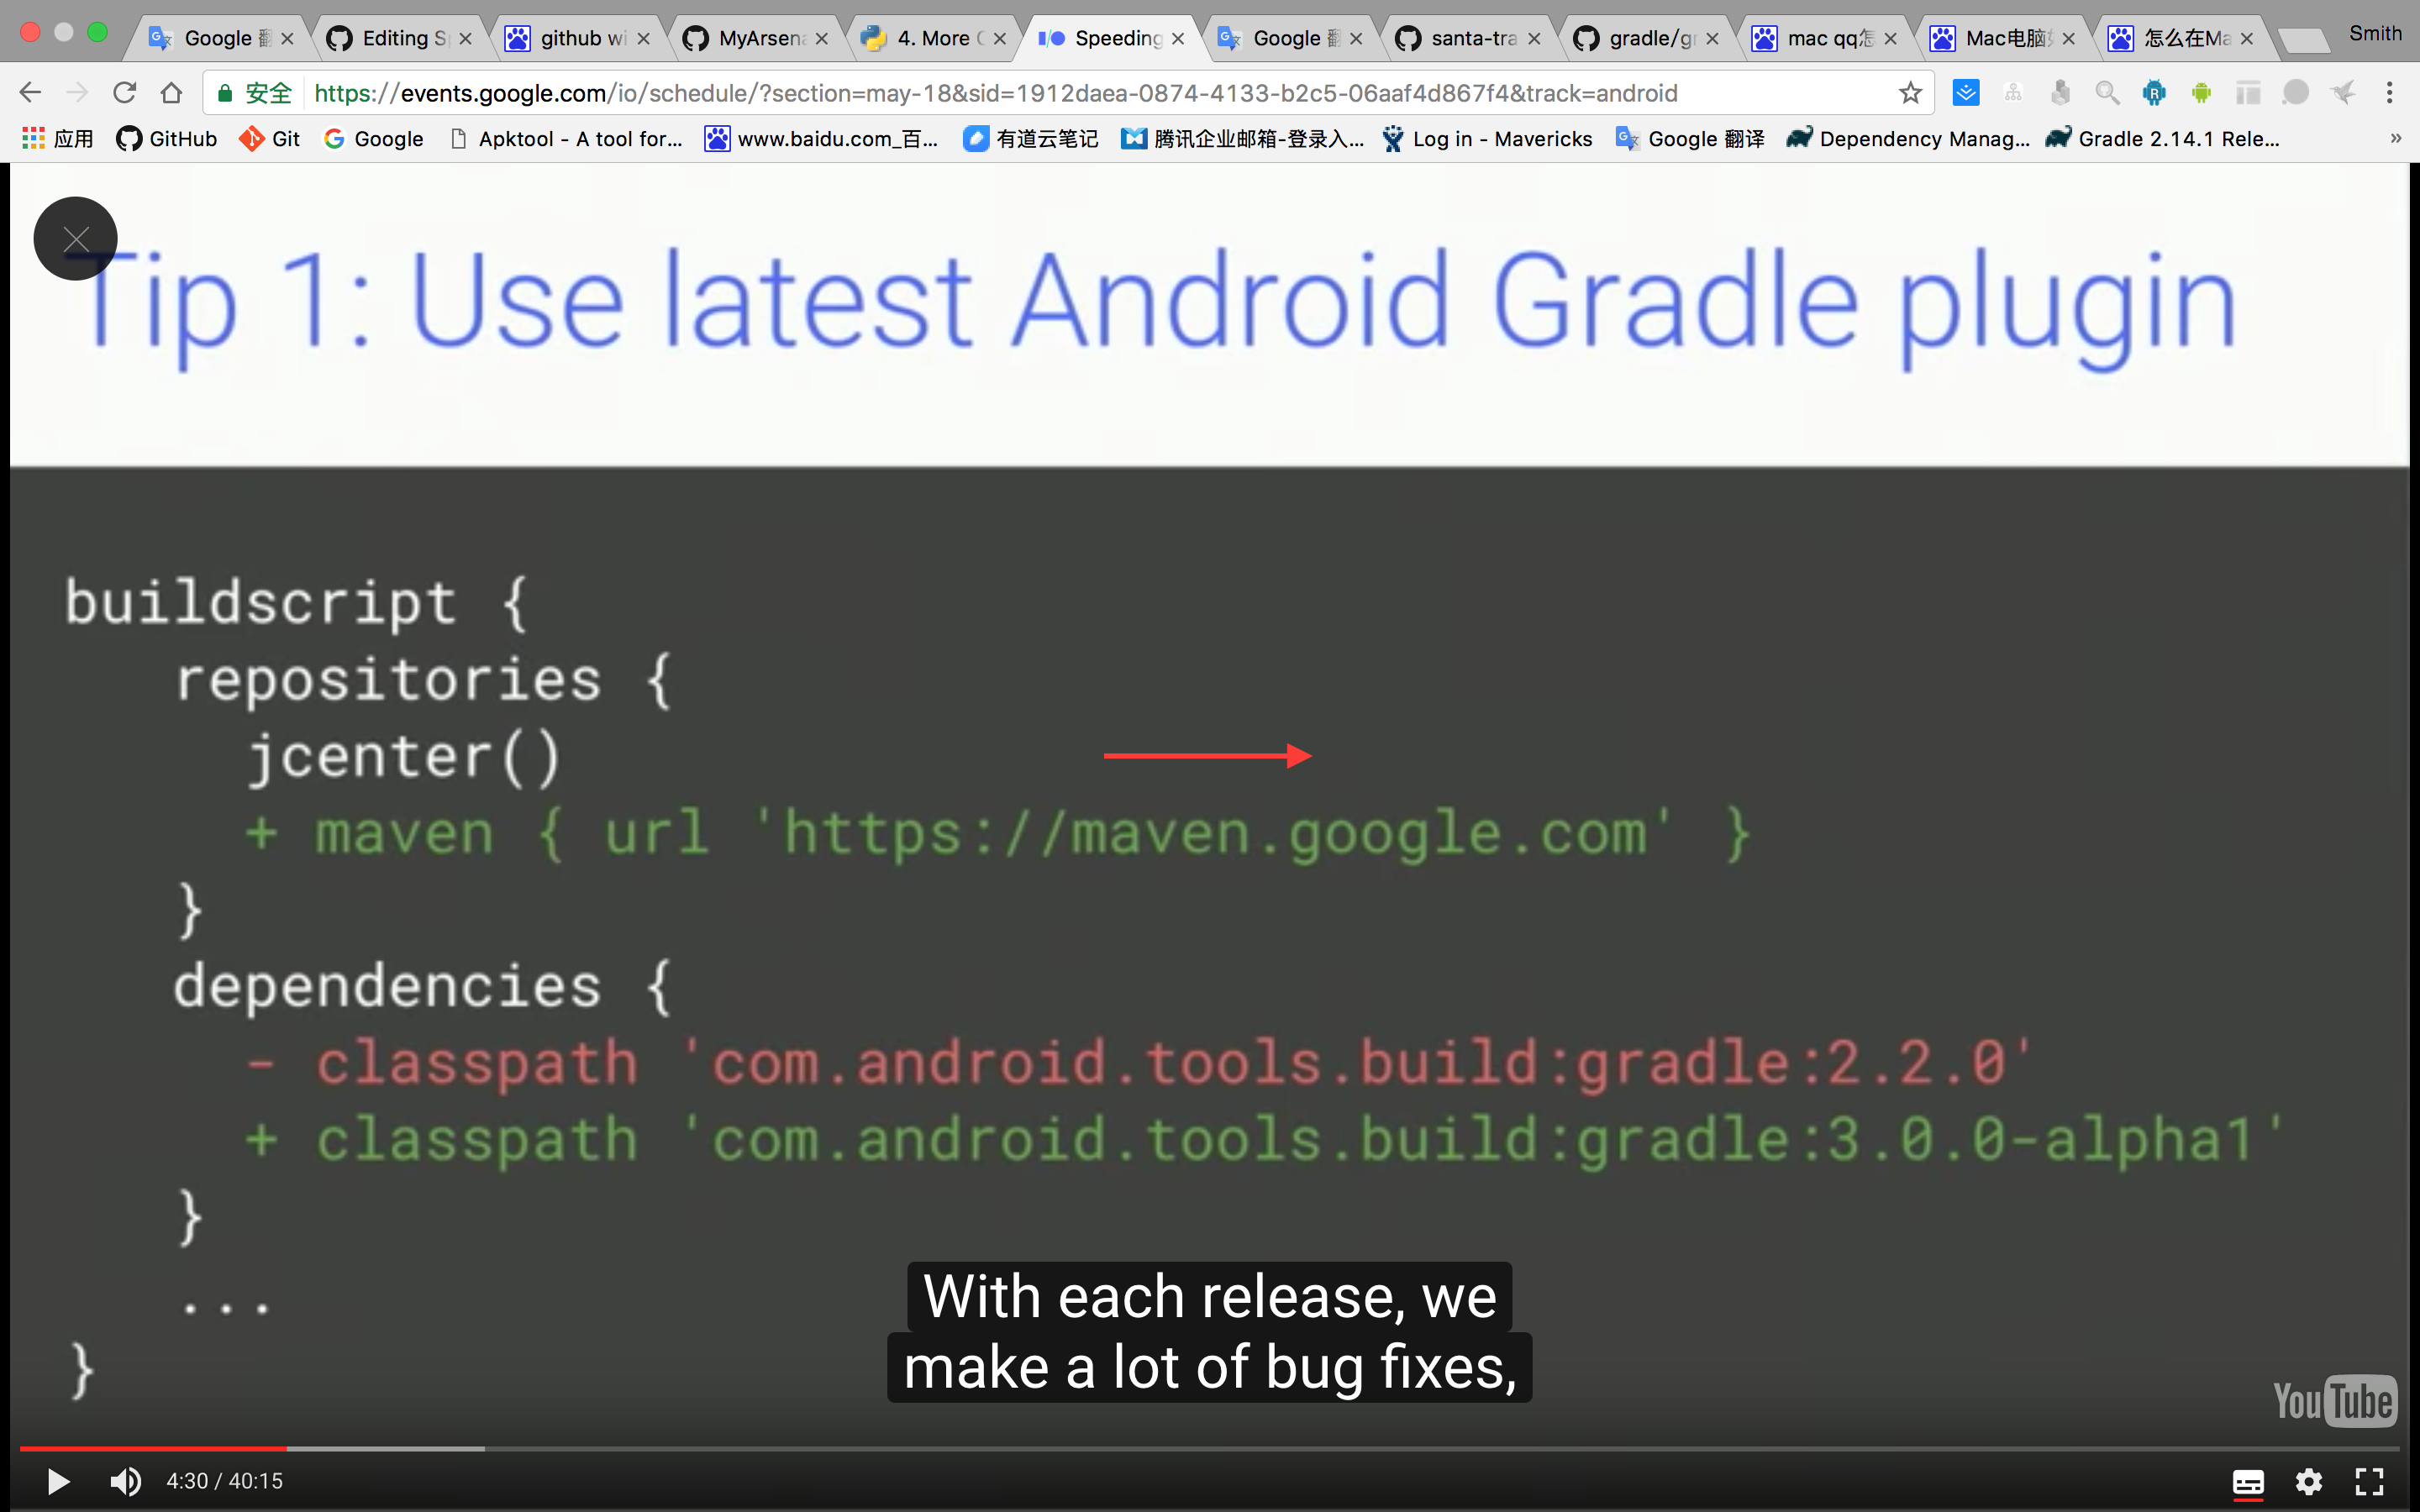 Google 翻
Editing S
github wi
MyArsena
4. More C
Speeding
Google 翻
santa-tra
gradle/gr
mac qq怎
Mac电脑如
怎么在Ma
Smith
安全
https://events.google.com/io/schedule/?section=may-18&sid=1912daea-0874-4133-b2c5-06aaf4d867f4&track=android
应用
GitHub
Git
Google
Apktool - A tool for...
www.baidu.com_百...
有道云笔记
腾讯企业邮箱-登录入...
Log in - Mavericks
Google 翻译
Dependency Manag...
Gradle 2.14.1 Rele...
»
Tip 1: Use latest Android Gradle plugin
buildscript {
repositories {
jcenter()
+ maven { url 'https://maven.google.com' }
}
dependencies {
- classpath 'com.android.tools.build:gradle:2.2.0'
+ classpath 'com.android.tools.build:gradle:3.0.0-alpha1'
}
...
}
With each release, we
make a lot of bug fixes,
YouTube
4:30 / 40:15